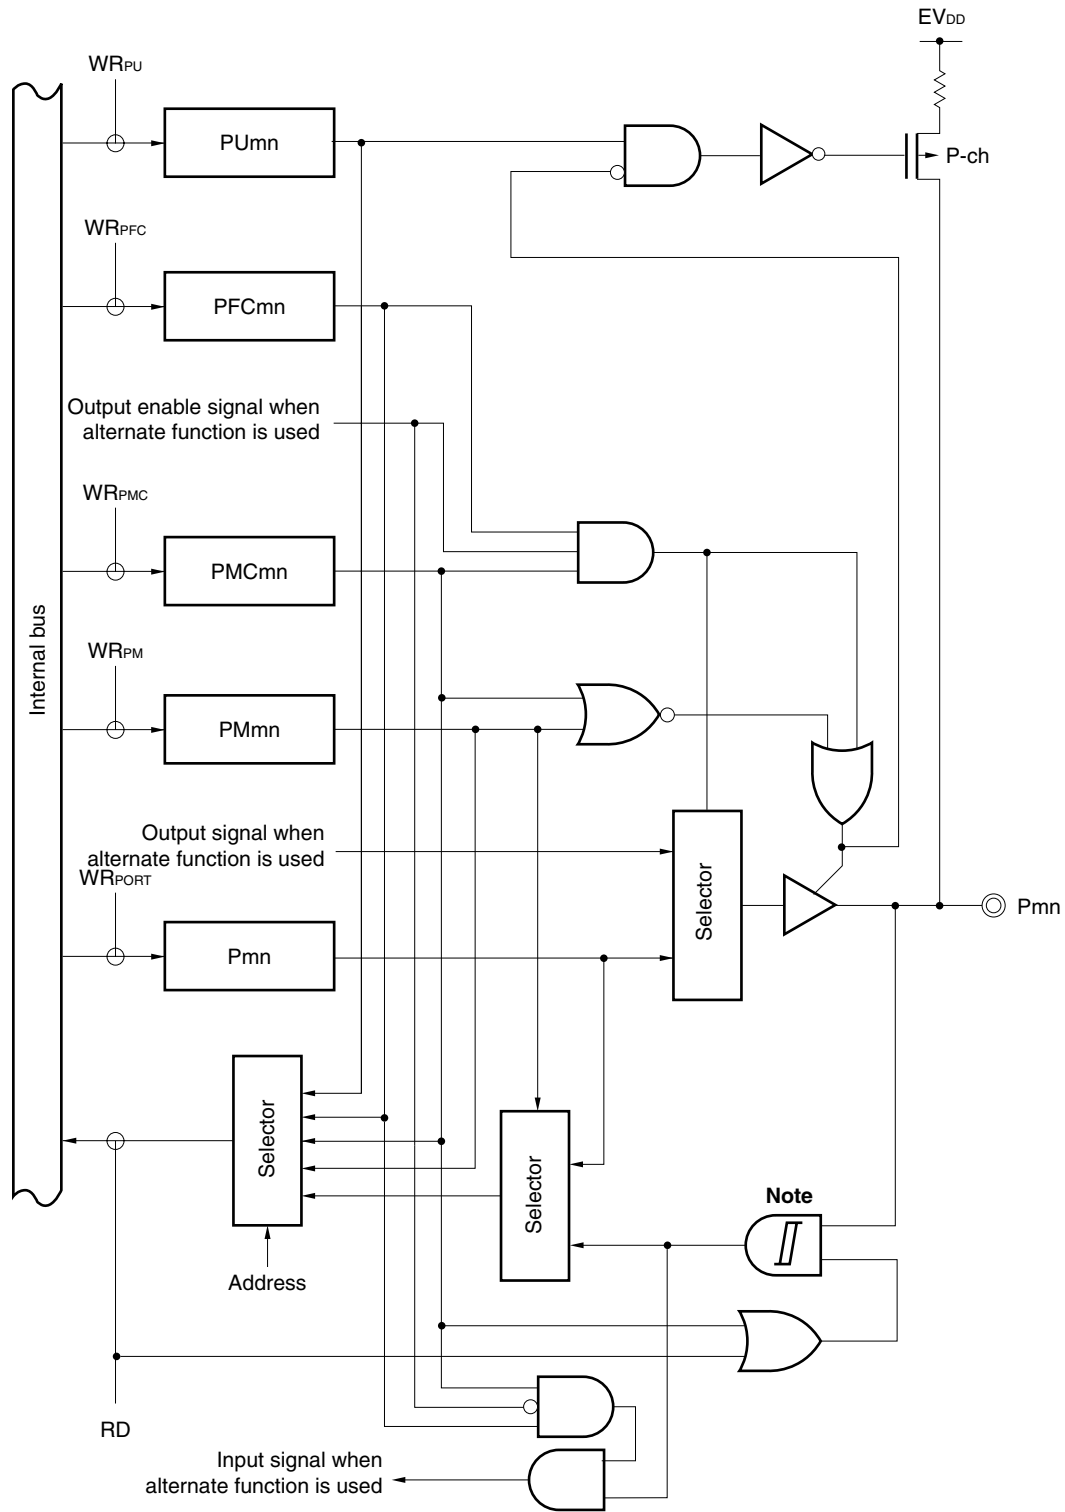 EVDD
WRPU
PUmn
P-ch
WRPFC
PFCmn
Output enable signal when
alternate function is used
WRPMC
PMCmn
Internal bus
WRPM
PMmn
Output signal when
alternate function is used
WRPORT
Selector
Pmn
Pmn
Selector
Selector
Note
Address
RD
Input signal when
alternate function is used